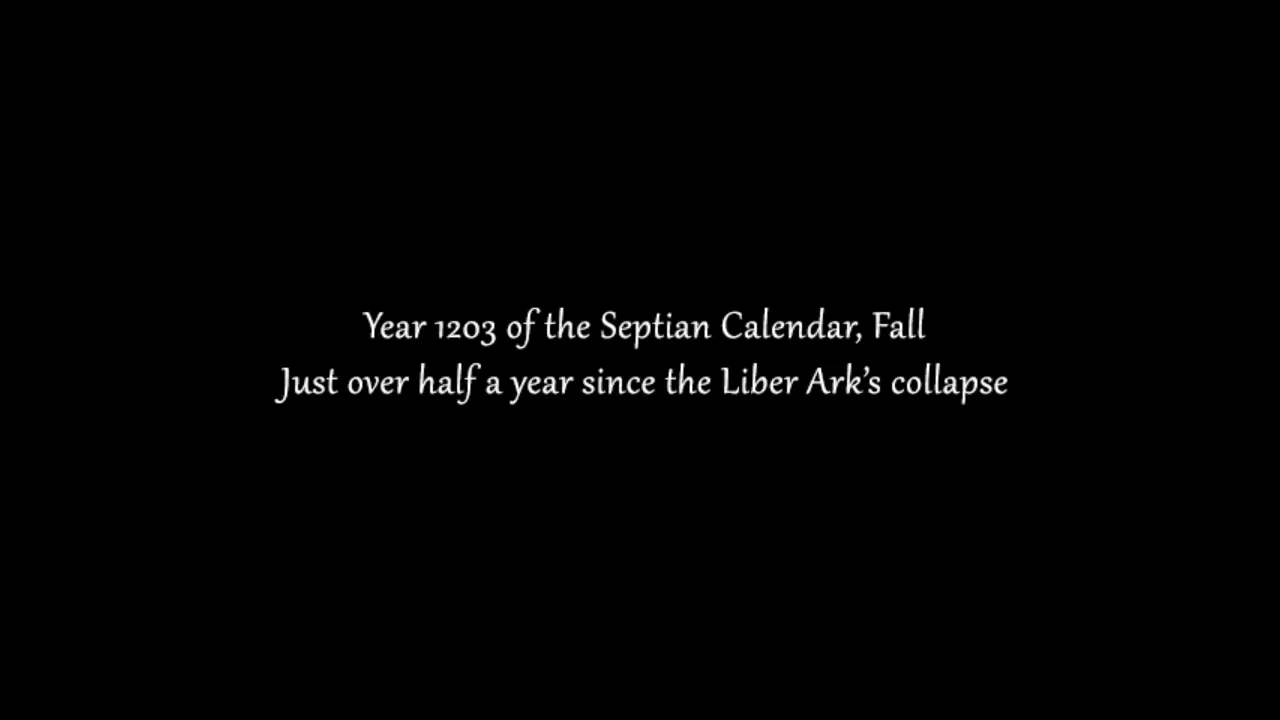 Year 1203 of the Septian Calendar, Fall
Just over half a year since the Liber Ark’s collapse